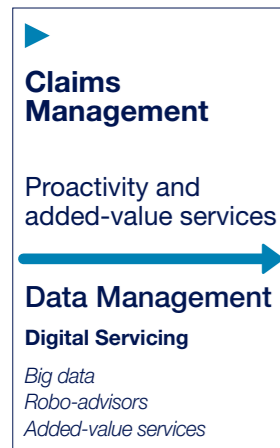 Claims
Management
Proactivity and
added-value services
Data Management
Digital Servicing
Big data
Robo-advisors
Added-value services